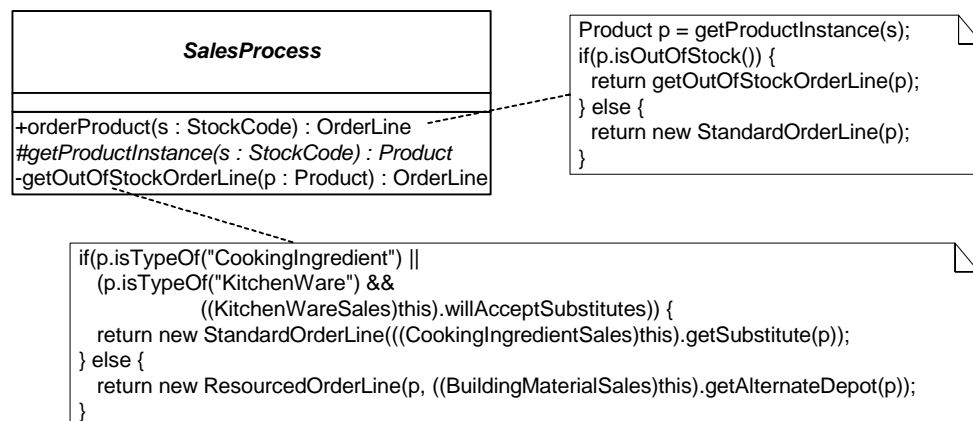 SalesProcess
+orderProduct(s : StockCode) : OrderLine
#getProductInstance(s : StockCode) : Product
-getOutOfStockOrderLine(p : Product) : OrderLine
Product p = getProductInstance(s);
if(p.isOutOfStock()) {
return getOutOfStockOrderLine(p);
} else {
return new StandardOrderLine(p);
}
if(p.isTypeOf("CookingIngredient") ||
(p.isTypeOf("KitchenWare") &&
((KitchenWareSales)this).willAcceptSubstitutes)) {
return new StandardOrderLine(((CookingIngredientSales)this).getSubstitute(p));
} else {
return new ResourcedOrderLine(p, ((BuildingMaterialSales)this).getAlternateDepot(p));
}